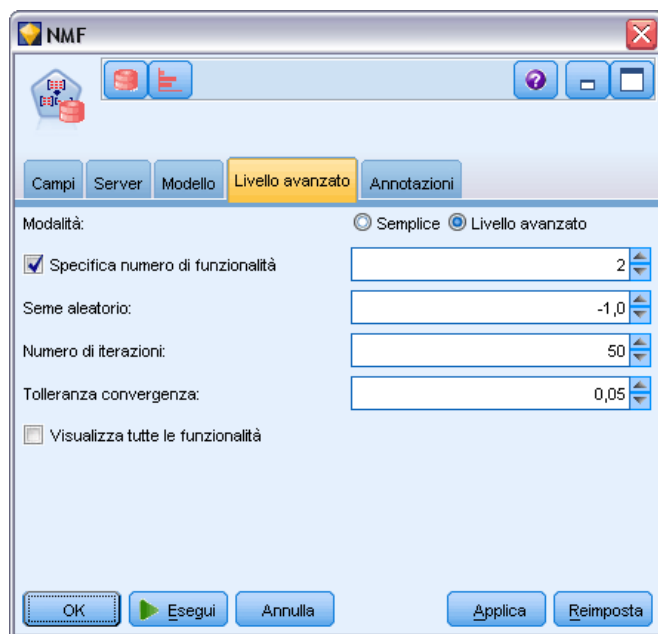 NMF
Campi Server Modello Livello avanzato Annotazioni
Modalità: Semplice Livello avanzato
Specifica numero di funzionalità 2
Seme aleatorio: -1,0
Numero di iterazioni: 50
Tolleranza convergenza: 0,05
Visualizza tutte le funzionalità
OK Esegui Annulla Applica Reimposta